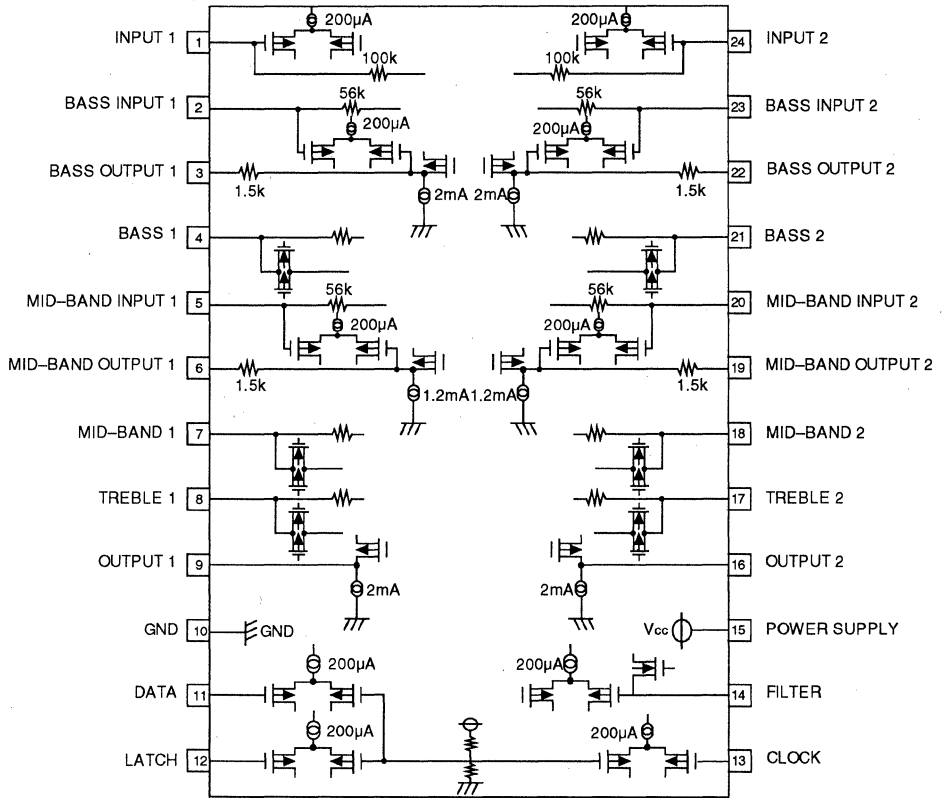 200µA 200µA
INPUT 1 1 24 INPUT 2
100k 100k
56k 56k
BASS INPUT 1 2 23 BASS INPUT 2
200µA 200µA
BASS OUTPUT 1 3 22 BASS OUTPUT 2
1.5k 2mA 2mA 1.5k
BASS 1 4 21 BASS 2
56k 56k
MID–BAND INPUT 1 5 20 MID–BAND INPUT 2
200µA 200µA
MID–BAND OUTPUT 1 6 19 MID–BAND OUTPUT 2
1.5k 1.2mA 1.2mA 1.5k
MID–BAND 1 7 18 MID–BAND 2
TREBLE 1 8 17 TREBLE 2
OUTPUT 1 9 16 OUTPUT 2
2mA 2mA
GND 10 GND Vcc 15 POWER SUPPLY
200µA 200µA
DATA 11 14 FILTER
200µA 200µA
LATCH 12 13 CLOCK